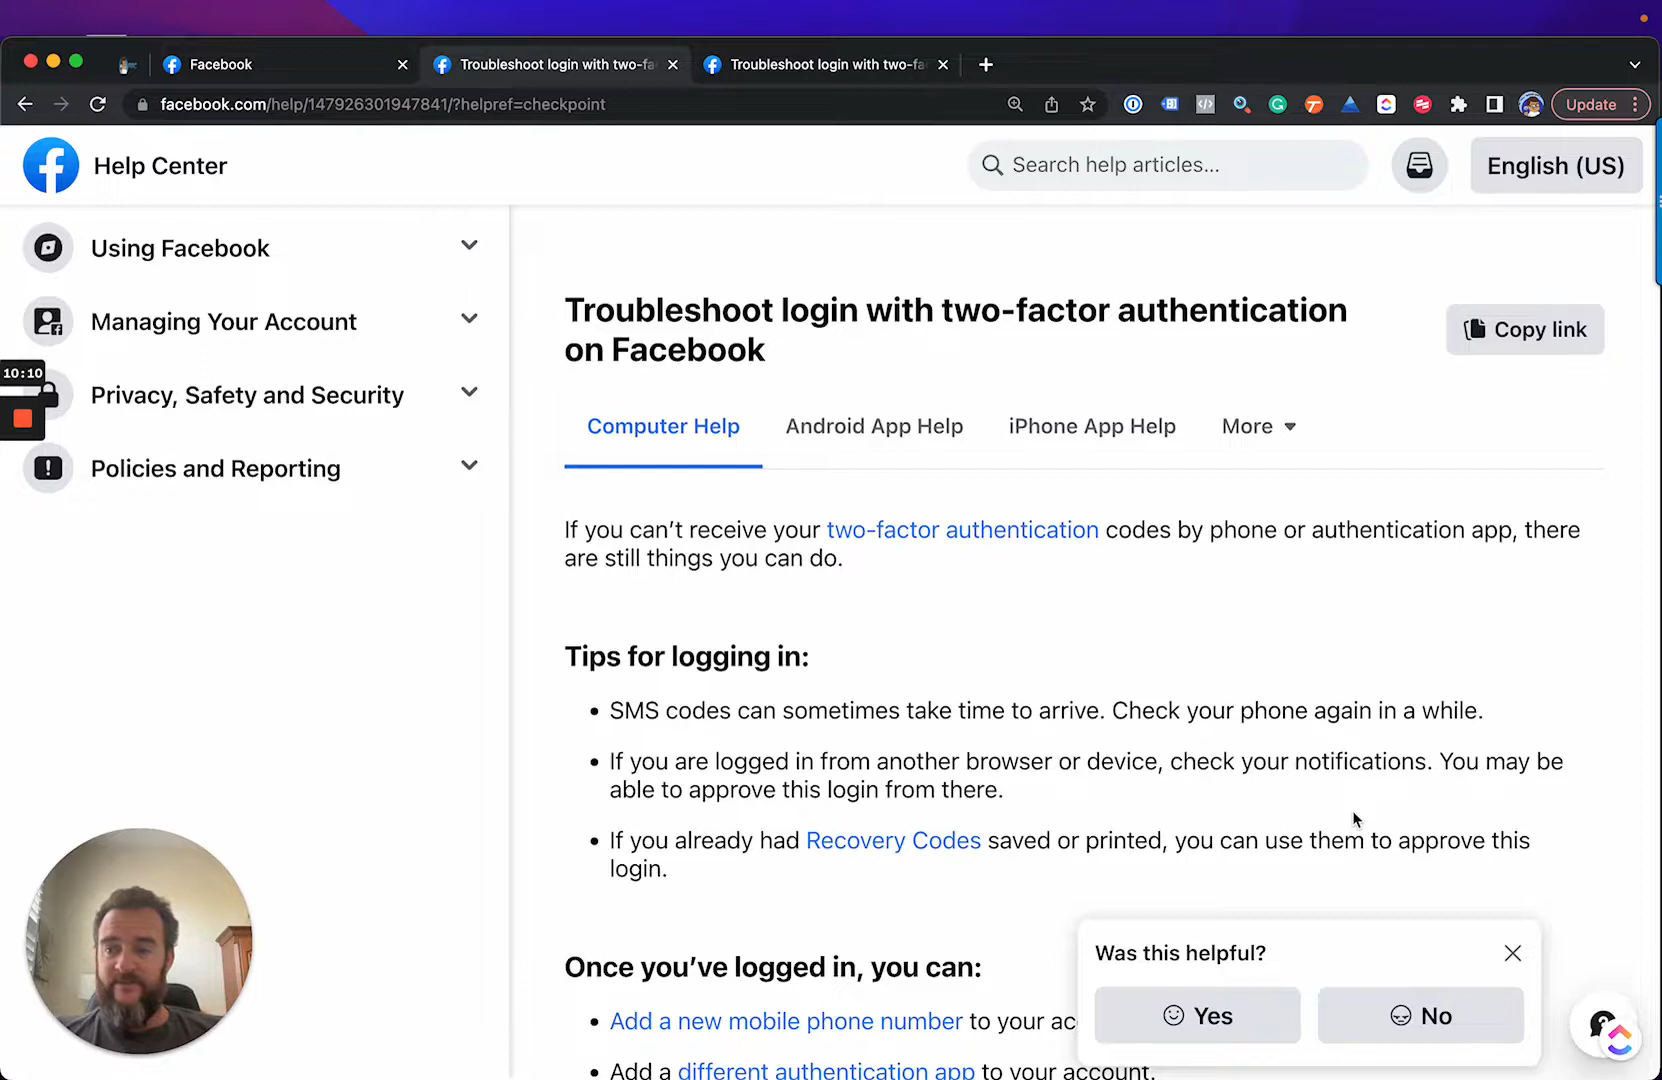 Facebook
Troubleshoot login with two-fa
Troubleshoot login with two-fa
facebook.com/help/147926301947841/?helpref=checkpoint
Update
Help Center
Search help articles...
English (US)
Using Facebook
Managing Your Account
Privacy, Safety and Security
Policies and Reporting
10:10
Troubleshoot login with two-factor authentication
on Facebook
Copy link
Computer Help
Android App Help
iPhone App Help
More
If you can’t receive your two-factor authentication codes by phone or authentication app, there
are still things you can do.
Tips for logging in:
• SMS codes can sometimes take time to arrive. Check your phone again in a while.
• If you are logged in from another browser or device, check your notifications. You may be
able to approve this login from there.
• If you already had Recovery Codes saved or printed, you can use them to approve this
login.
Once you’ve logged in, you can:
• Add a new mobile phone number to your ac
• Add a different authentication app to your account.
Was this helpful?
Yes
No